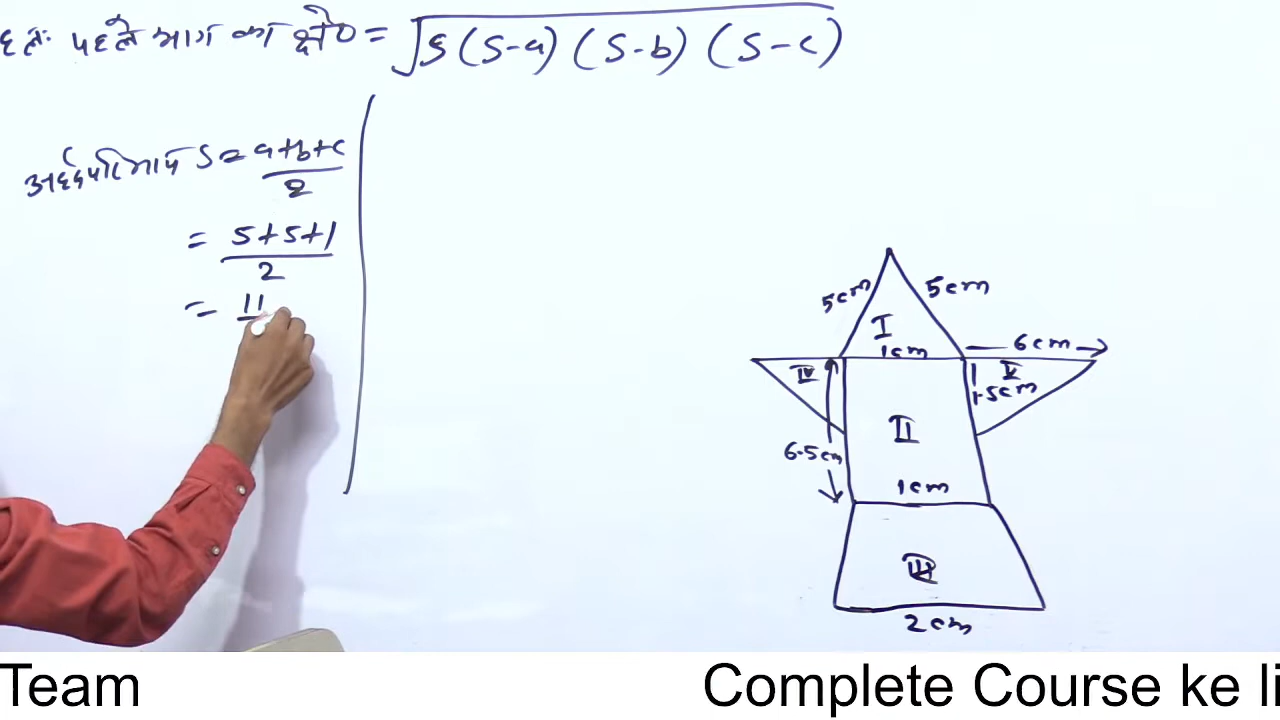 हल: पहले भाग का क्षे० = √s(s-a) (s-b) (s-c)
अर्द्धपरिमाप s = a+b+c
2
= 5+5+1
2
= 11
5cm
5cm
I
1cm
6cm
IV
V
1.5cm
II
6.5cm
1cm
III
2cm
Team Complete Course ke li